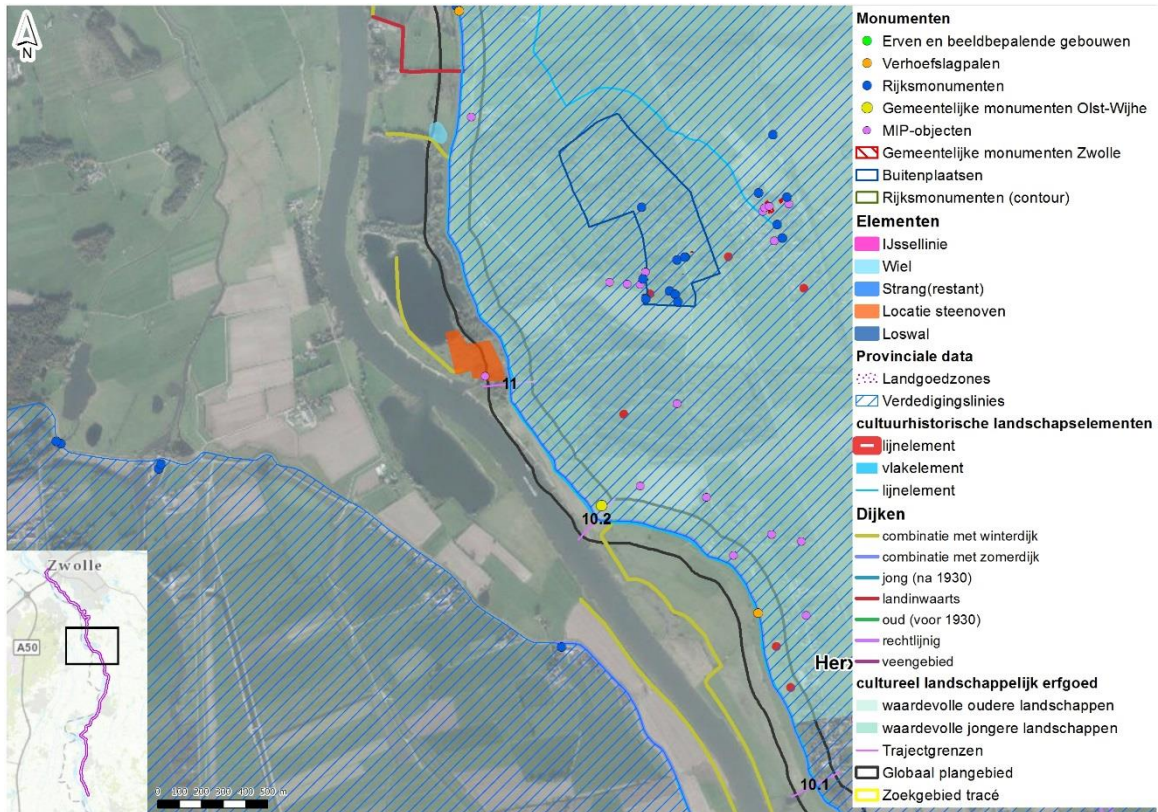 N
11
10.2
Herx
10.1
0 100 200 300 400 500 m
Zwolle
A50
Monumenten
Erven en beeldbepalende gebouwen
Verhoefslagpalen
Rijksmonumenten
Gemeentelijke monumenten Olst-Wijhe
MIP-objecten
Gemeentelijke monumenten Zwolle
Buitenplaatsen
Rijksmonumenten (contour)
Elementen
IJssellinie
Wiel
Strang(restant)
Locatie steenoven
Loswal
Provinciale data
Landgoedzones
Verdedigingslinies
cultuurhistorische landschapselementen
lijnelement
vlakelement
lijnelement
Dijken
combinatie met winterdijk
combinatie met zomerdijk
jong (na 1930)
landinwaarts
oud (voor 1930)
rechtlijnig
veengebied
cultureel landschappelijk erfgoed
waardevolle oudere landschappen
waardevolle jongere landschappen
Trajectgrenzen
Globaal plangebied
Zoekgebied tracé